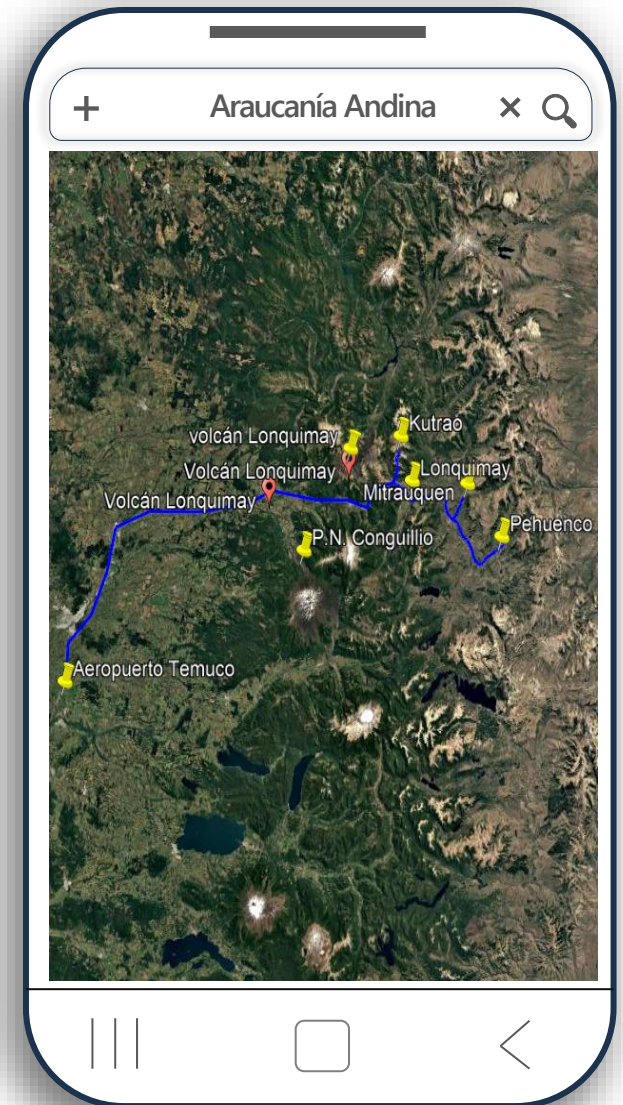 Araucanía Andina
Kutrao
volcán Lonquimay
Volcán Lonquimay
Lonquimay
Volcán Lonquimay
Mitrauquen
Pehuenco
P.N. Conguillio
Aeropuerto Temuco